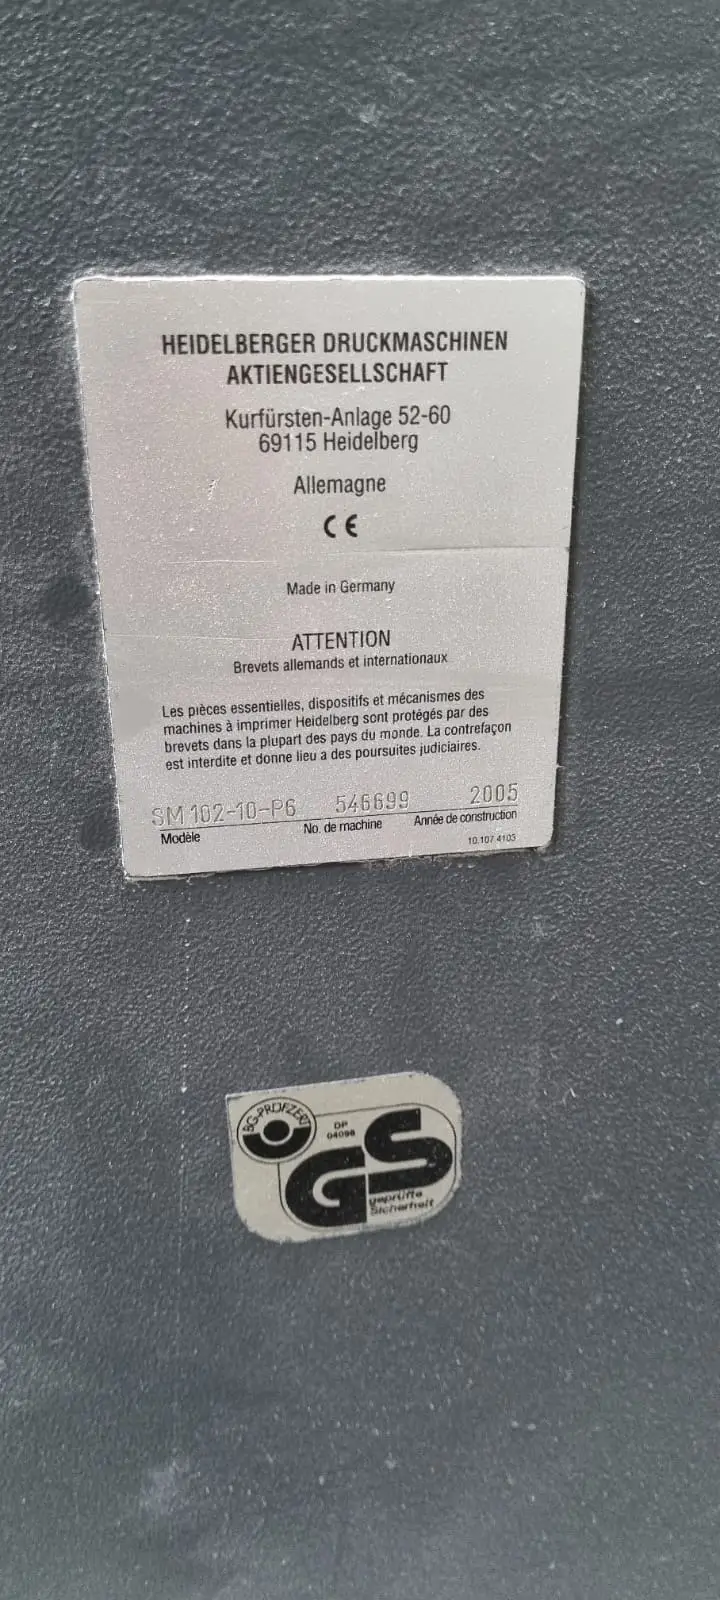 HEIDELBERGER DRUCKMASCHINEN
AKTIENGESELLSCHAFT
Kurfürsten-Anlage 52-60
69115 Heidelberg
Allemagne
CE
Made in Germany
ATTENTION
Brevets allemands et internationaux
Les pièces essentielles, dispositifs et mécanismes des
machines à imprimer Heidelberg sont protégés par des
brevets dans la plupart des pays du monde. La contrefaçon
est interdite et donne lieu a des poursuites judiciaires.
SM 102-10-P6 546699 2005
Modèle No. de machine Année de construction
10.107 4103
BG-PRÜFZERT
DP
04098
GS
geprüfte
Sicherheit